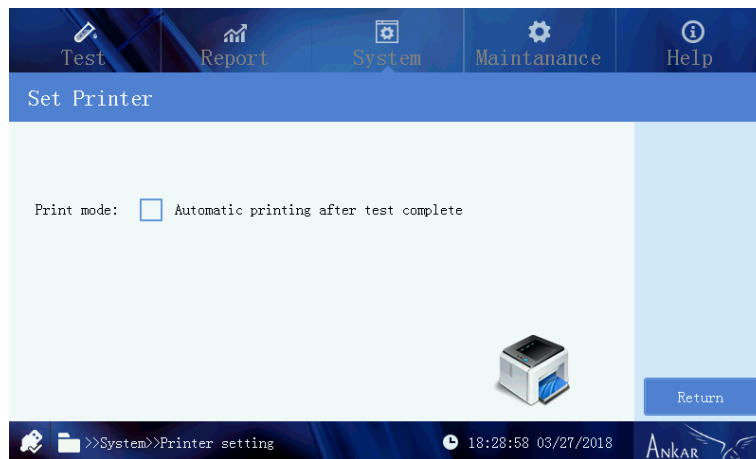 Test Report System Maintanance Help
Set Printer
Print mode: Automatic printing after test complete
Return
>>System>>Printer setting 18:28:58 03/27/2018 ANKAR